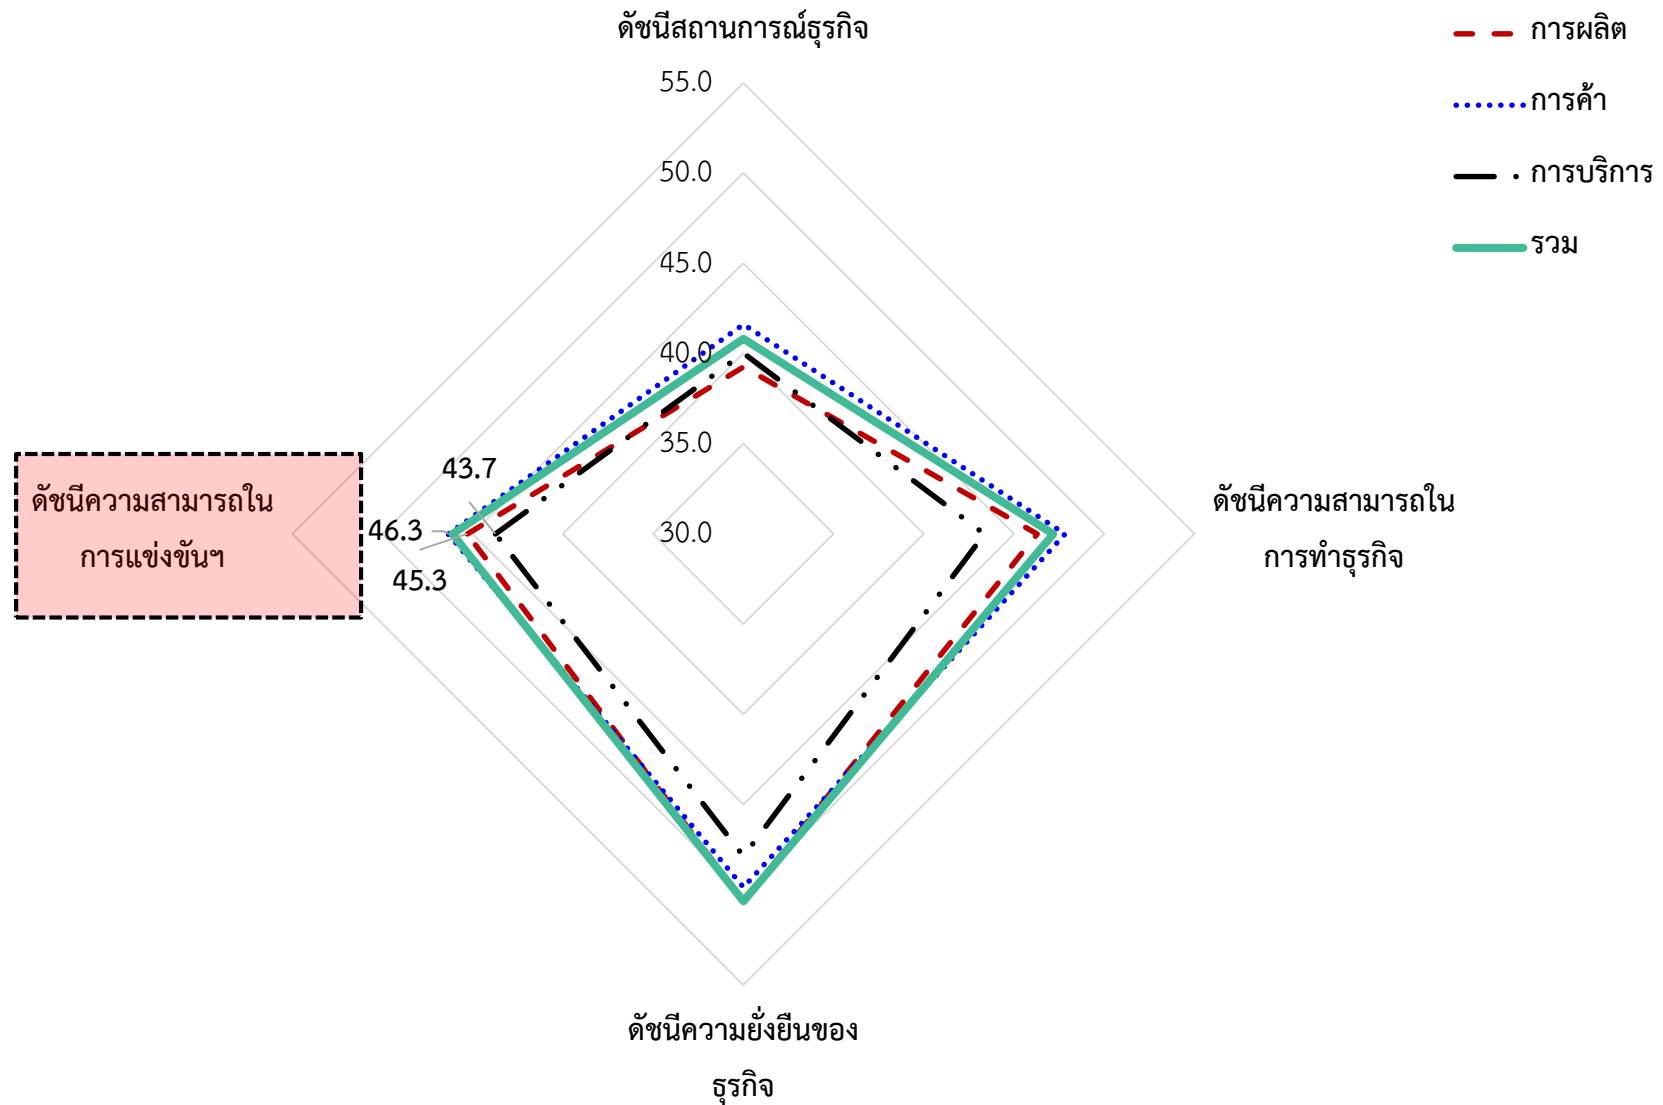 ดัชนีสถานการณ์ธุรกิจ
การผลิต
การค้า
การบริการ
รวม
55.0
50.0
45.0
40.0
35.0
30.0
43.7
46.3
45.3
ดัชนีความสามารถใน
การแข่งขันฯ
ดัชนีความสามารถใน
การทำธุรกิจ
ดัชนีความยั่งยืนของ
ธุรกิจ